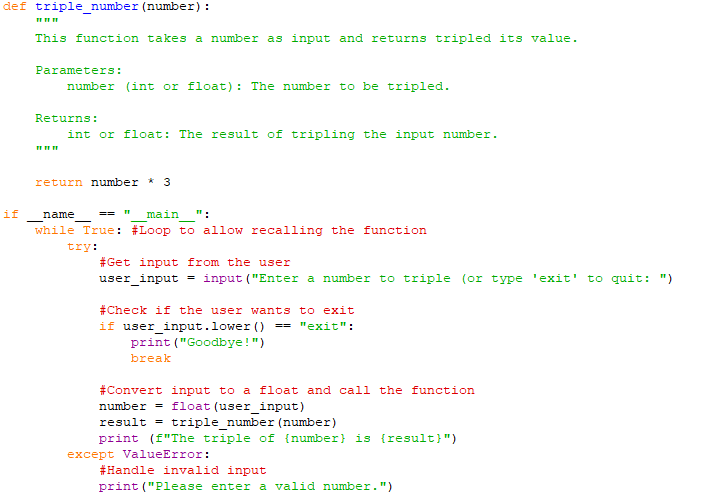 def triple_number(number):
    """
    This function takes a number as input and returns tripled its value.

    Parameters:
        number (int or float): The number to be tripled.

    Returns:
        int or float: The result of tripling the input number.
    """

    return number * 3

if __name__ == "__main__":
    while True: #Loop to allow recalling the function
        try:
            #Get input from the user
            user_input = input("Enter a number to triple (or type 'exit' to quit: ")

            #Check if the user wants to exit
            if user_input.lower() == "exit":
                print("Goodbye!")
                break

            #Convert input to a float and call the function
            number = float(user_input)
            result = triple_number(number)
            print (f"The triple of {number} is {result}")
        except ValueError:
            #Handle invalid input
            print("Please enter a valid number.")